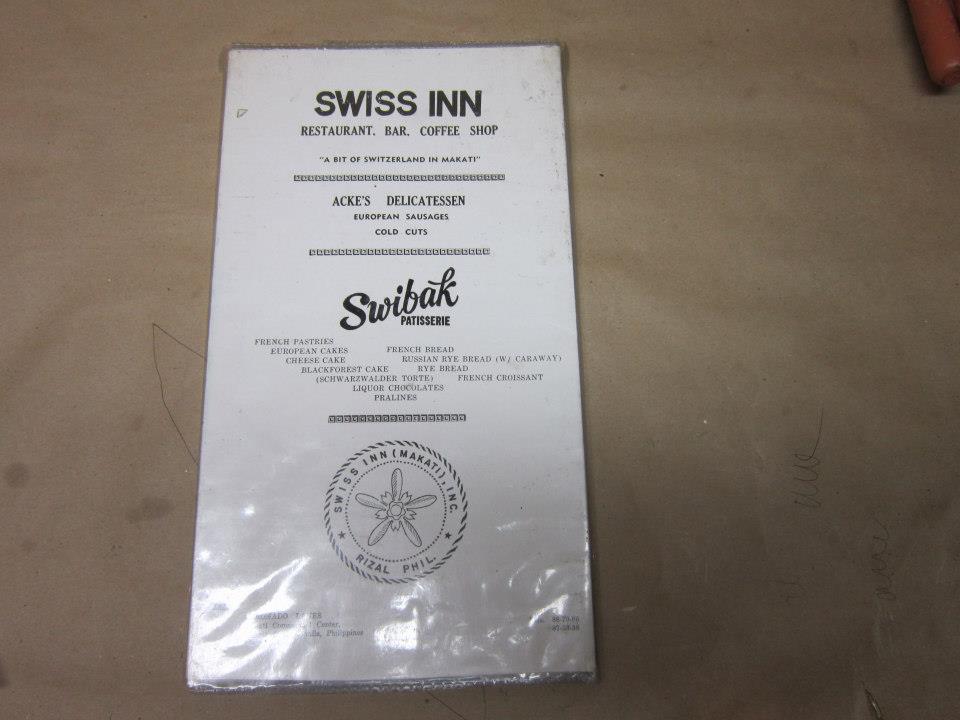 SWISS INN
RESTAURANT, BAR, COFFEE SHOP
"A BIT OF SWITZERLAND IN MAKATI"
ACKE'S DELICATESSEN
EUROPEAN SAUSAGES
COLD CUTS
Swibak
PATISSERIE
FRENCH PASTRIES
EUROPEAN CAKES FRENCH BREAD
CHEESE CAKE RUSSIAN RYE BREAD (W/ CARAWAY)
BLACKFOREST CAKE RYE BREAD
(SCHWARZWALDER TORTE) FRENCH CROISSANT
LIQUOR CHOCOLATES
PRALINES
SWISS INN (MAKATI), INC.
RIZAL PHIL.
Center,
Philippines